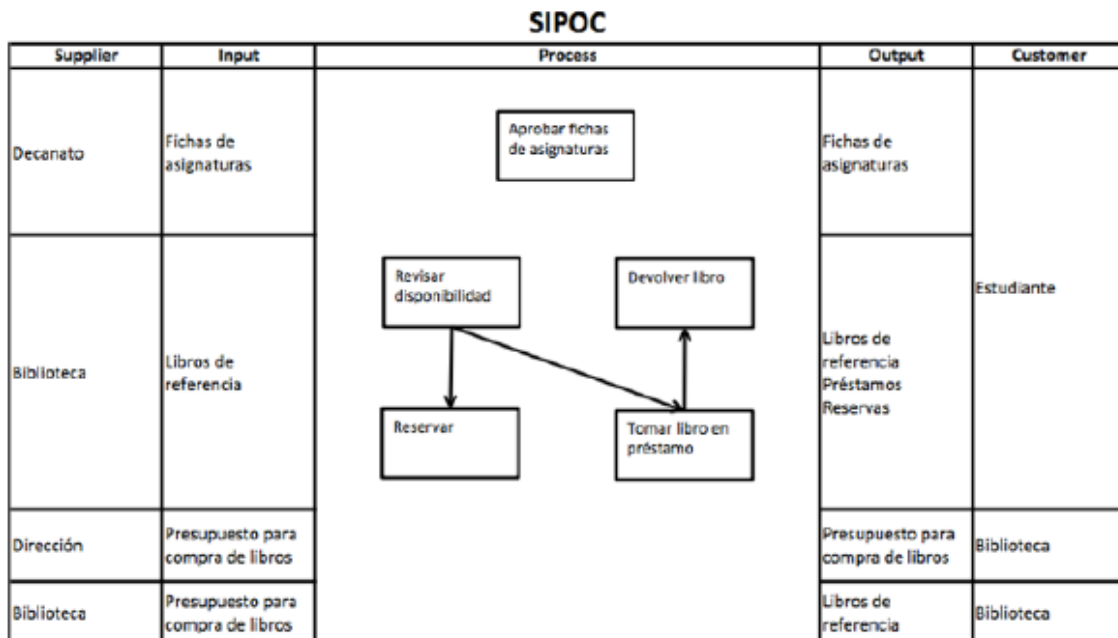 SIPOC
Supplier
Input
Process
Output
Customer
Decanato
Fichas de
asignaturas
Aprobar fichas
de asignaturas
Fichas de
asignaturas
Estudiante
Biblioteca
Libros de
referencia
Revisar
disponibilidad
Devolver libro
Reservar
Tomar libro en
préstamo
Libros de
referencia
Préstamos
Reservas
Dirección
Presupuesto para
compra de libros
Presupuesto para
compra de libros
Biblioteca
Biblioteca
Presupuesto para
compra de libros
Libros de
referencia
Biblioteca